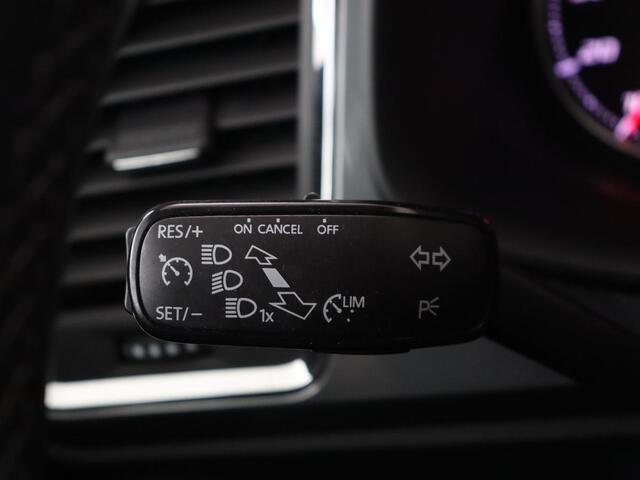 RES/+ ON CANCEL OFF
SET/- 1x LIM
P